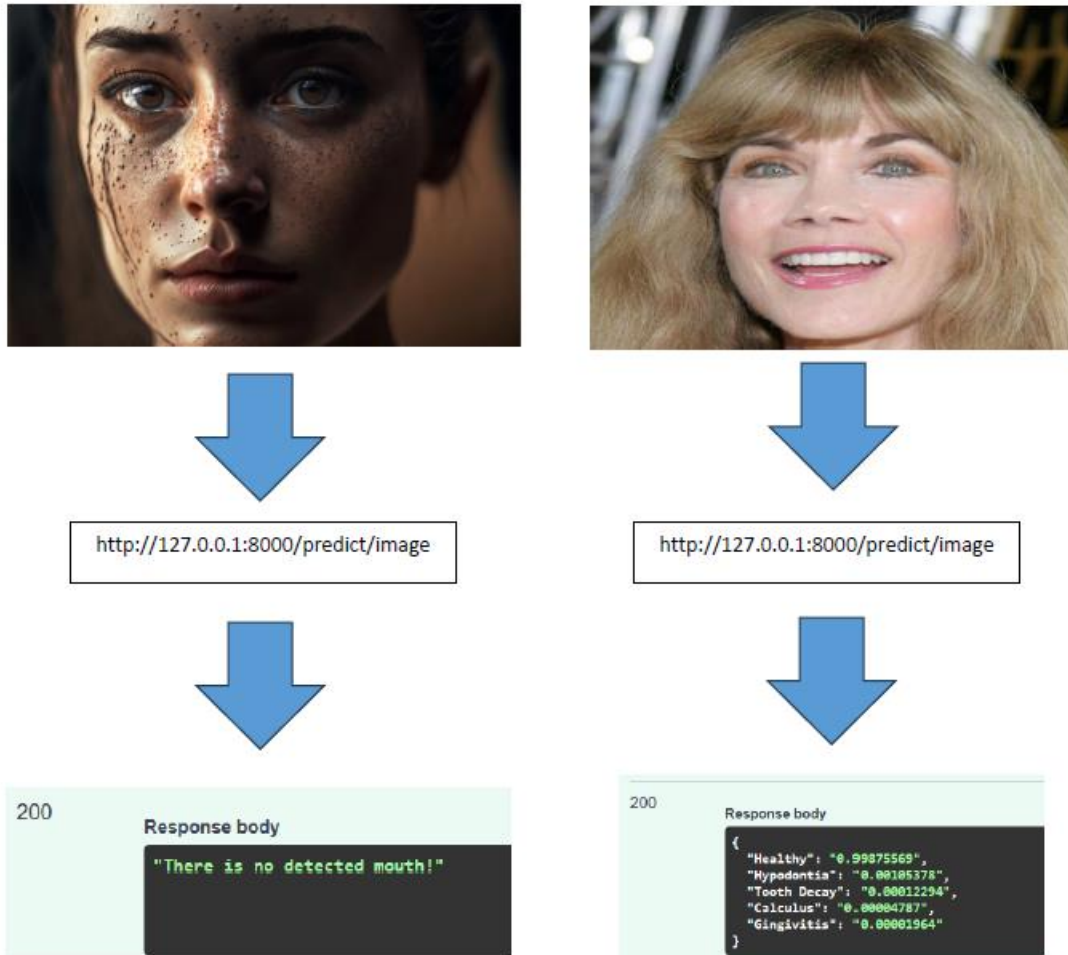 http://127.0.0.1:8000/predict/image
http://127.0.0.1:8000/predict/image
200
Response body
"There is no detected mouth!"
200
Response body
{
"Healthy": "0.99875569",
"Hypodontia": "0.00105378",
"Tooth Decay": "0.00012294",
"Calculus": "0.00004787",
"Gingivitis": "0.00001964"
}